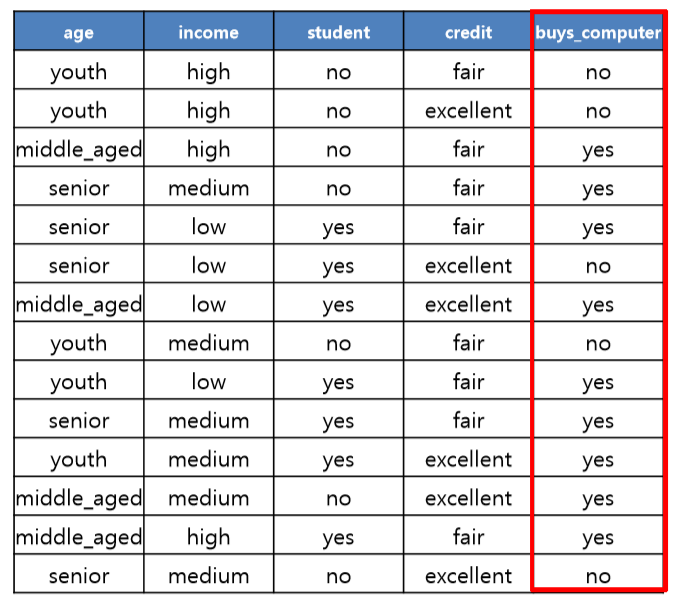 age income student credit buys_computer
youth high no fair no
youth high no excellent no
middle_aged high no fair yes
senior medium no fair yes
senior low yes fair yes
senior low yes excellent no
middle_aged low yes excellent yes
youth medium no fair no
youth low yes fair yes
senior medium yes fair yes
youth medium yes excellent yes
middle_aged medium no excellent yes
middle_aged high yes fair yes
senior medium no excellent no